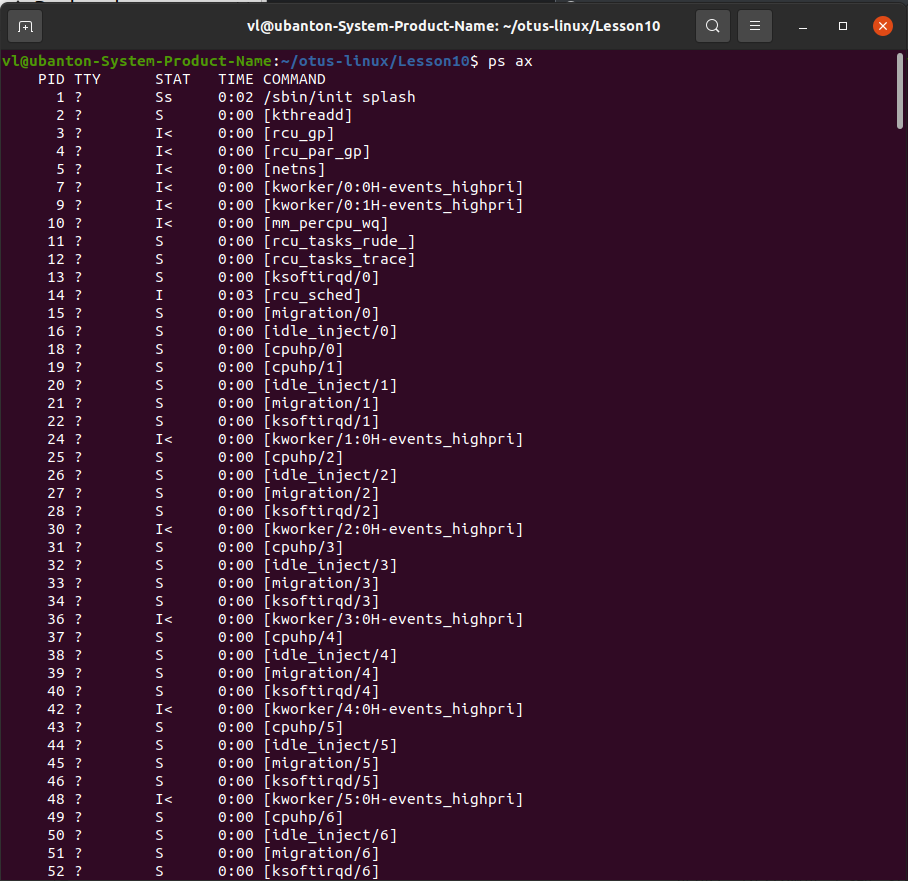 vl@ubanton-System-Product-Name: ~/otus-linux/Lesson10
vl@ubanton-System-Product-Name:~/otus-linux/Lesson10$ ps ax
    PID TTY      STAT   TIME COMMAND
      1 ?        Ss     0:02 /sbin/init splash
      2 ?        S      0:00 [kthreadd]
      3 ?        I<     0:00 [rcu_gp]
      4 ?        I<     0:00 [rcu_par_gp]
      5 ?        I<     0:00 [netns]
      7 ?        I<     0:00 [kworker/0:0H-events_highpri]
      9 ?        I<     0:00 [kworker/0:1H-events_highpri]
     10 ?        I<     0:00 [mm_percpu_wq]
     11 ?        S      0:00 [rcu_tasks_rude_]
     12 ?        S      0:00 [rcu_tasks_trace]
     13 ?        S      0:00 [ksoftirqd/0]
     14 ?        I      0:03 [rcu_sched]
     15 ?        S      0:00 [migration/0]
     16 ?        S      0:00 [idle_inject/0]
     18 ?        S      0:00 [cpuhp/0]
     19 ?        S      0:00 [cpuhp/1]
     20 ?        S      0:00 [idle_inject/1]
     21 ?        S      0:00 [migration/1]
     22 ?        S      0:00 [ksoftirqd/1]
     24 ?        I<     0:00 [kworker/1:0H-events_highpri]
     25 ?        S      0:00 [cpuhp/2]
     26 ?        S      0:00 [idle_inject/2]
     27 ?        S      0:00 [migration/2]
     28 ?        S      0:00 [ksoftirqd/2]
     30 ?        I<     0:00 [kworker/2:0H-events_highpri]
     31 ?        S      0:00 [cpuhp/3]
     32 ?        S      0:00 [idle_inject/3]
     33 ?        S      0:00 [migration/3]
     34 ?        S      0:00 [ksoftirqd/3]
     36 ?        I<     0:00 [kworker/3:0H-events_highpri]
     37 ?        S      0:00 [cpuhp/4]
     38 ?        S      0:00 [idle_inject/4]
     39 ?        S      0:00 [migration/4]
     40 ?        S      0:00 [ksoftirqd/4]
     42 ?        I<     0:00 [kworker/4:0H-events_highpri]
     43 ?        S      0:00 [cpuhp/5]
     44 ?        S      0:00 [idle_inject/5]
     45 ?        S      0:00 [migration/5]
     46 ?        S      0:00 [ksoftirqd/5]
     48 ?        I<     0:00 [kworker/5:0H-events_highpri]
     49 ?        S      0:00 [cpuhp/6]
     50 ?        S      0:00 [idle_inject/6]
     51 ?        S      0:00 [migration/6]
     52 ?        S      0:00 [ksoftirqd/6]